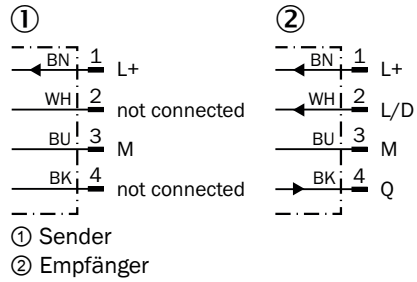 ① ②
BN 1 L+ BN 1 L+
WH 2 not connected WH 2 L/D
BU 3 M BU 3 M
BK 4 not connected BK 4 Q
① Sender
② Empfänger